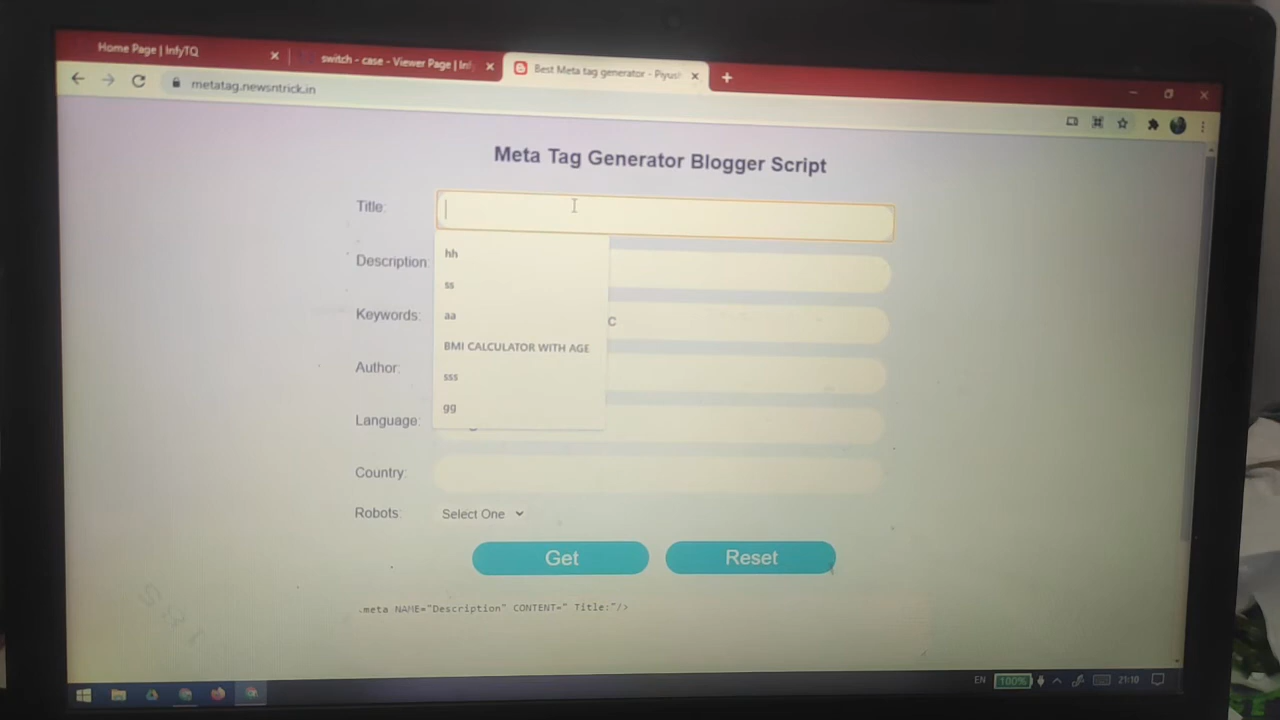 Home Page | InfyTQ
switch - case - Viewer Page | Inf
Best Meta tag generator - Piyus
metatag.newsntrick.in
Meta Tag Generator Blogger Script
Title:
hh
Description:
ss
Keywords:
aa
C
BMI CALCULATOR WITH AGE
Author:
sss
gg
Language:
Country:
Robots:
Select One
Get
Reset
.meta NAME="Description" CONTENT=" Title:"/>
EN
100%
21:10